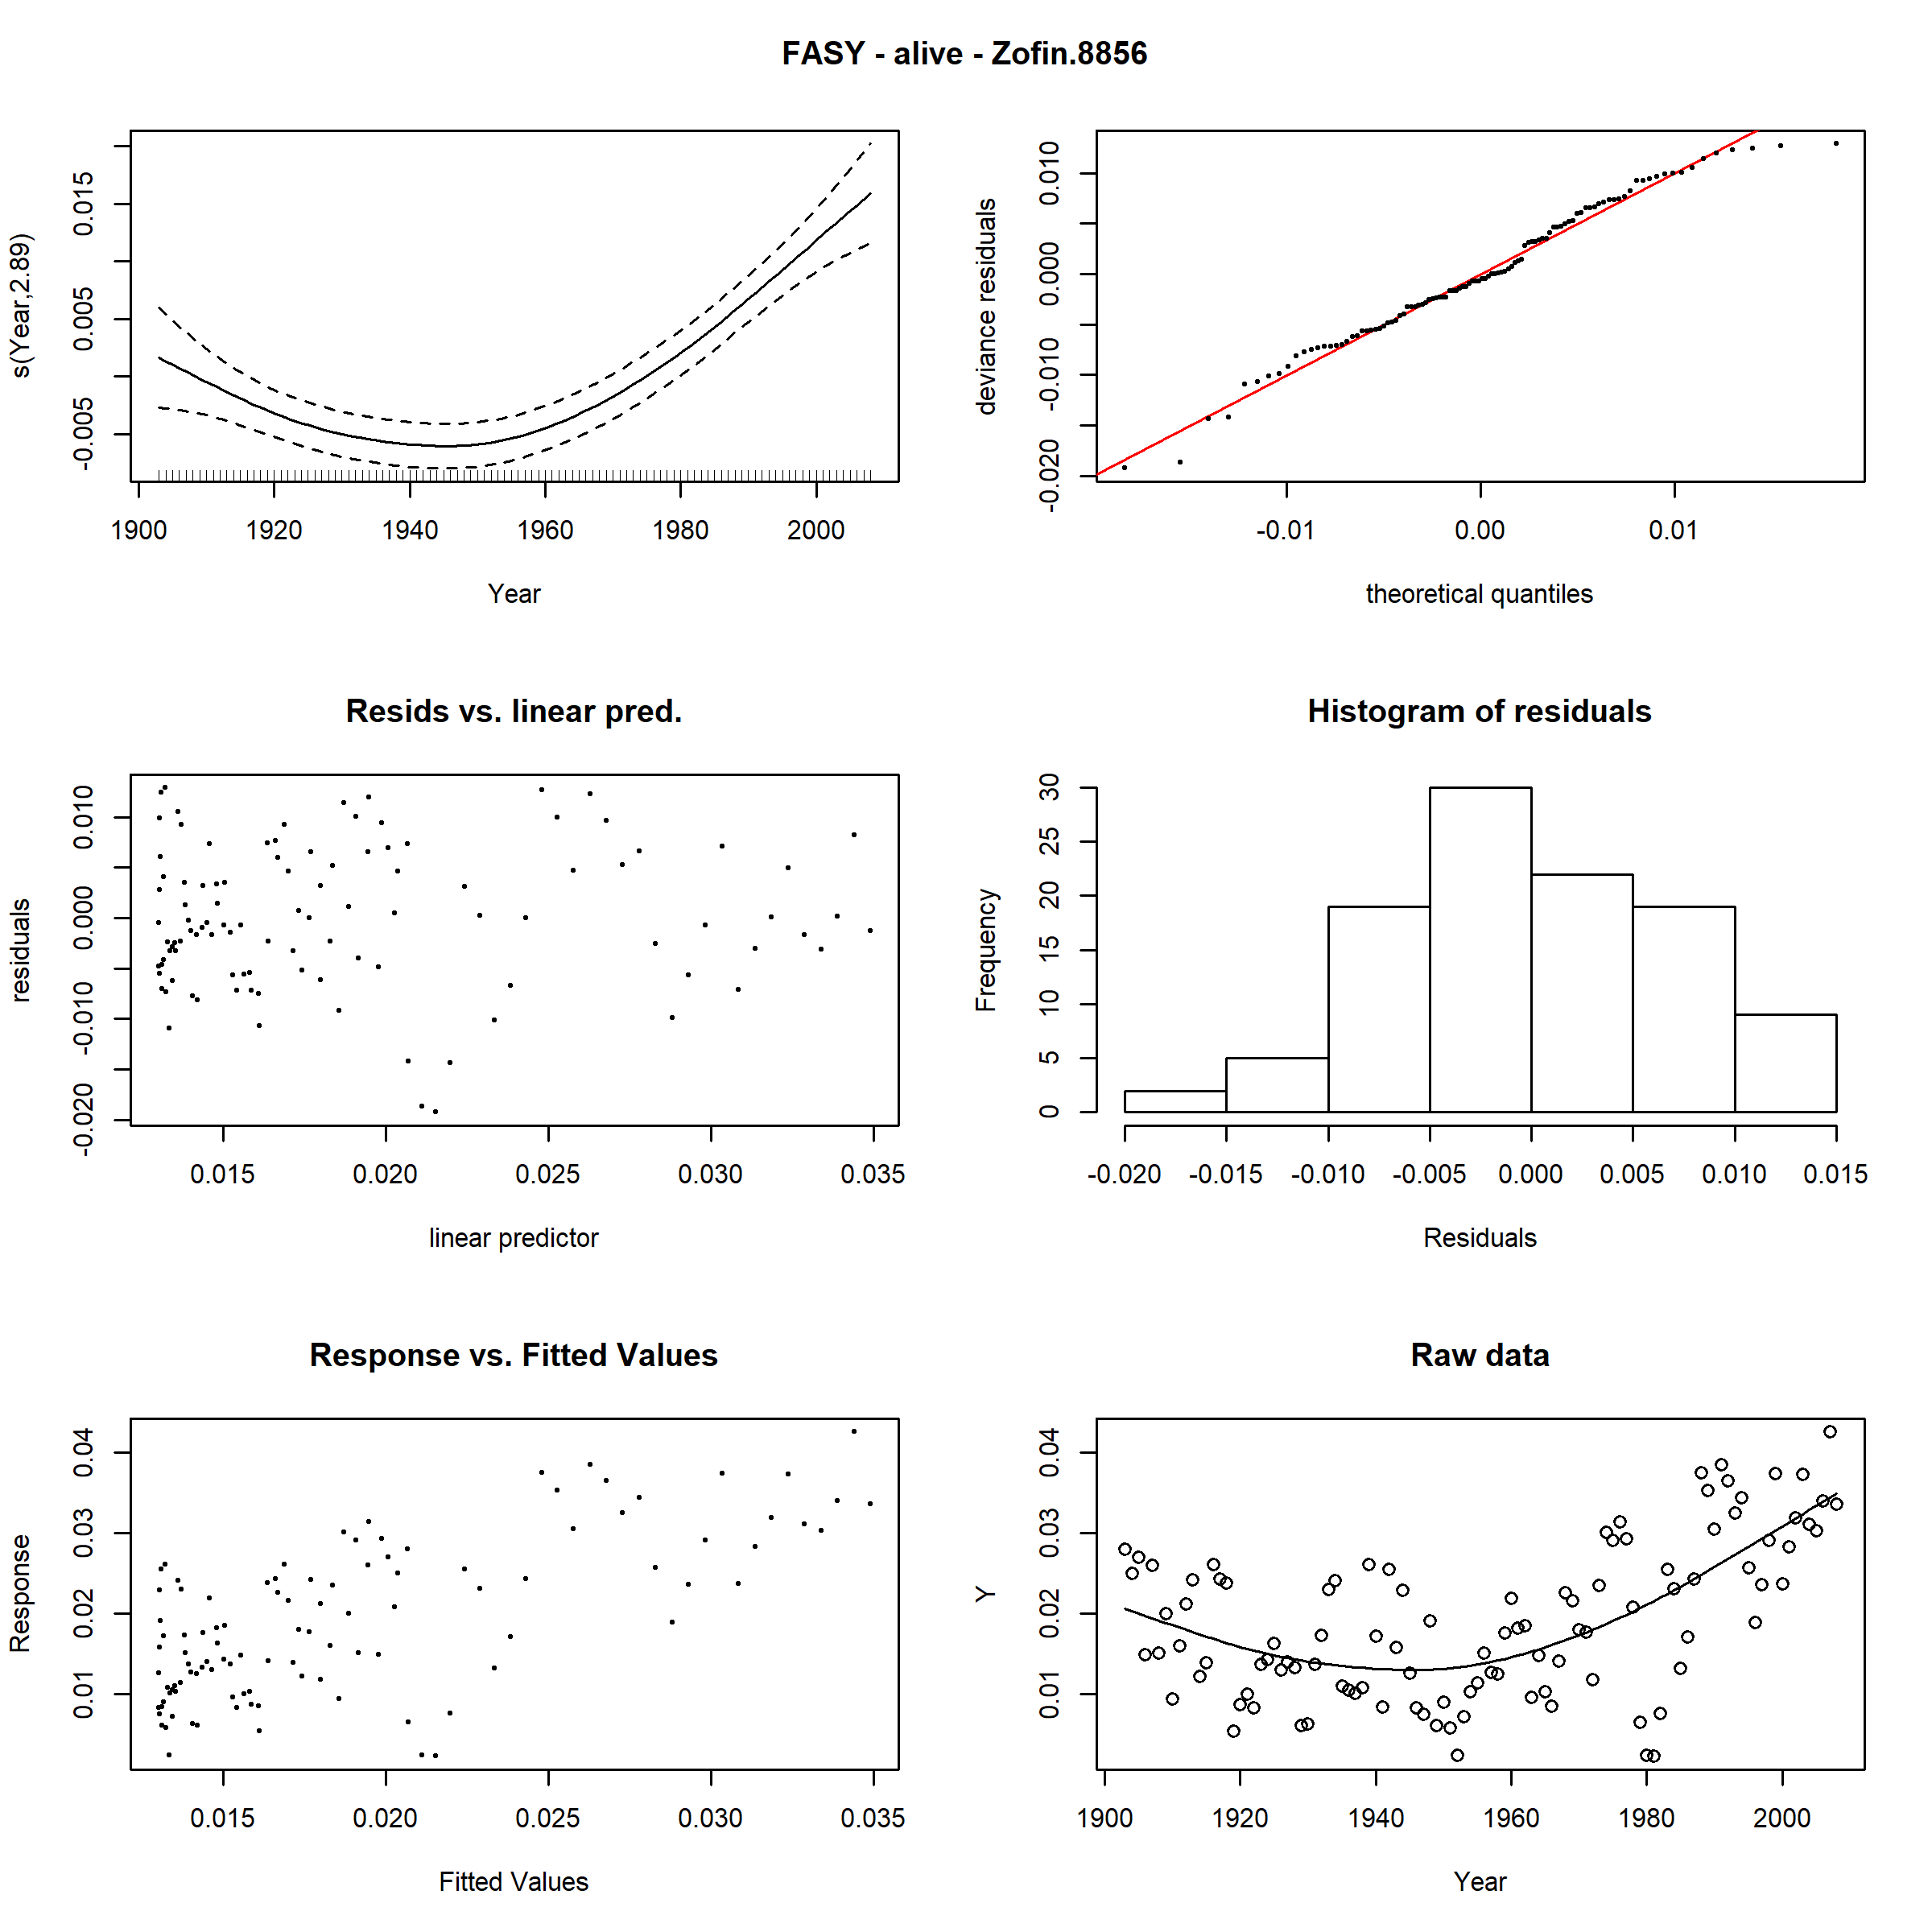 FASY - alive - Zofin.8856
s(Year,2.89)
-0.005 0.005 0.015
1900 1920 1940 1960 1980 2000
Year
deviance residuals
-0.020 -0.010 0.000 0.010
-0.01 0.00 0.01
theoretical quantiles
Resids vs. linear pred.
residuals
-0.020 -0.010 0.000 0.010
0.015 0.020 0.025 0.030 0.035
linear predictor
Histogram of residuals
Frequency
0 5 10 15 20 25 30
-0.020 -0.015 -0.010 -0.005 0.000 0.005 0.010 0.015
Residuals
Response vs. Fitted Values
Response
0.01 0.02 0.03 0.04
0.015 0.020 0.025 0.030 0.035
Fitted Values
Raw data
Y
0.01 0.02 0.03 0.04
1900 1920 1940 1960 1980 2000
Year